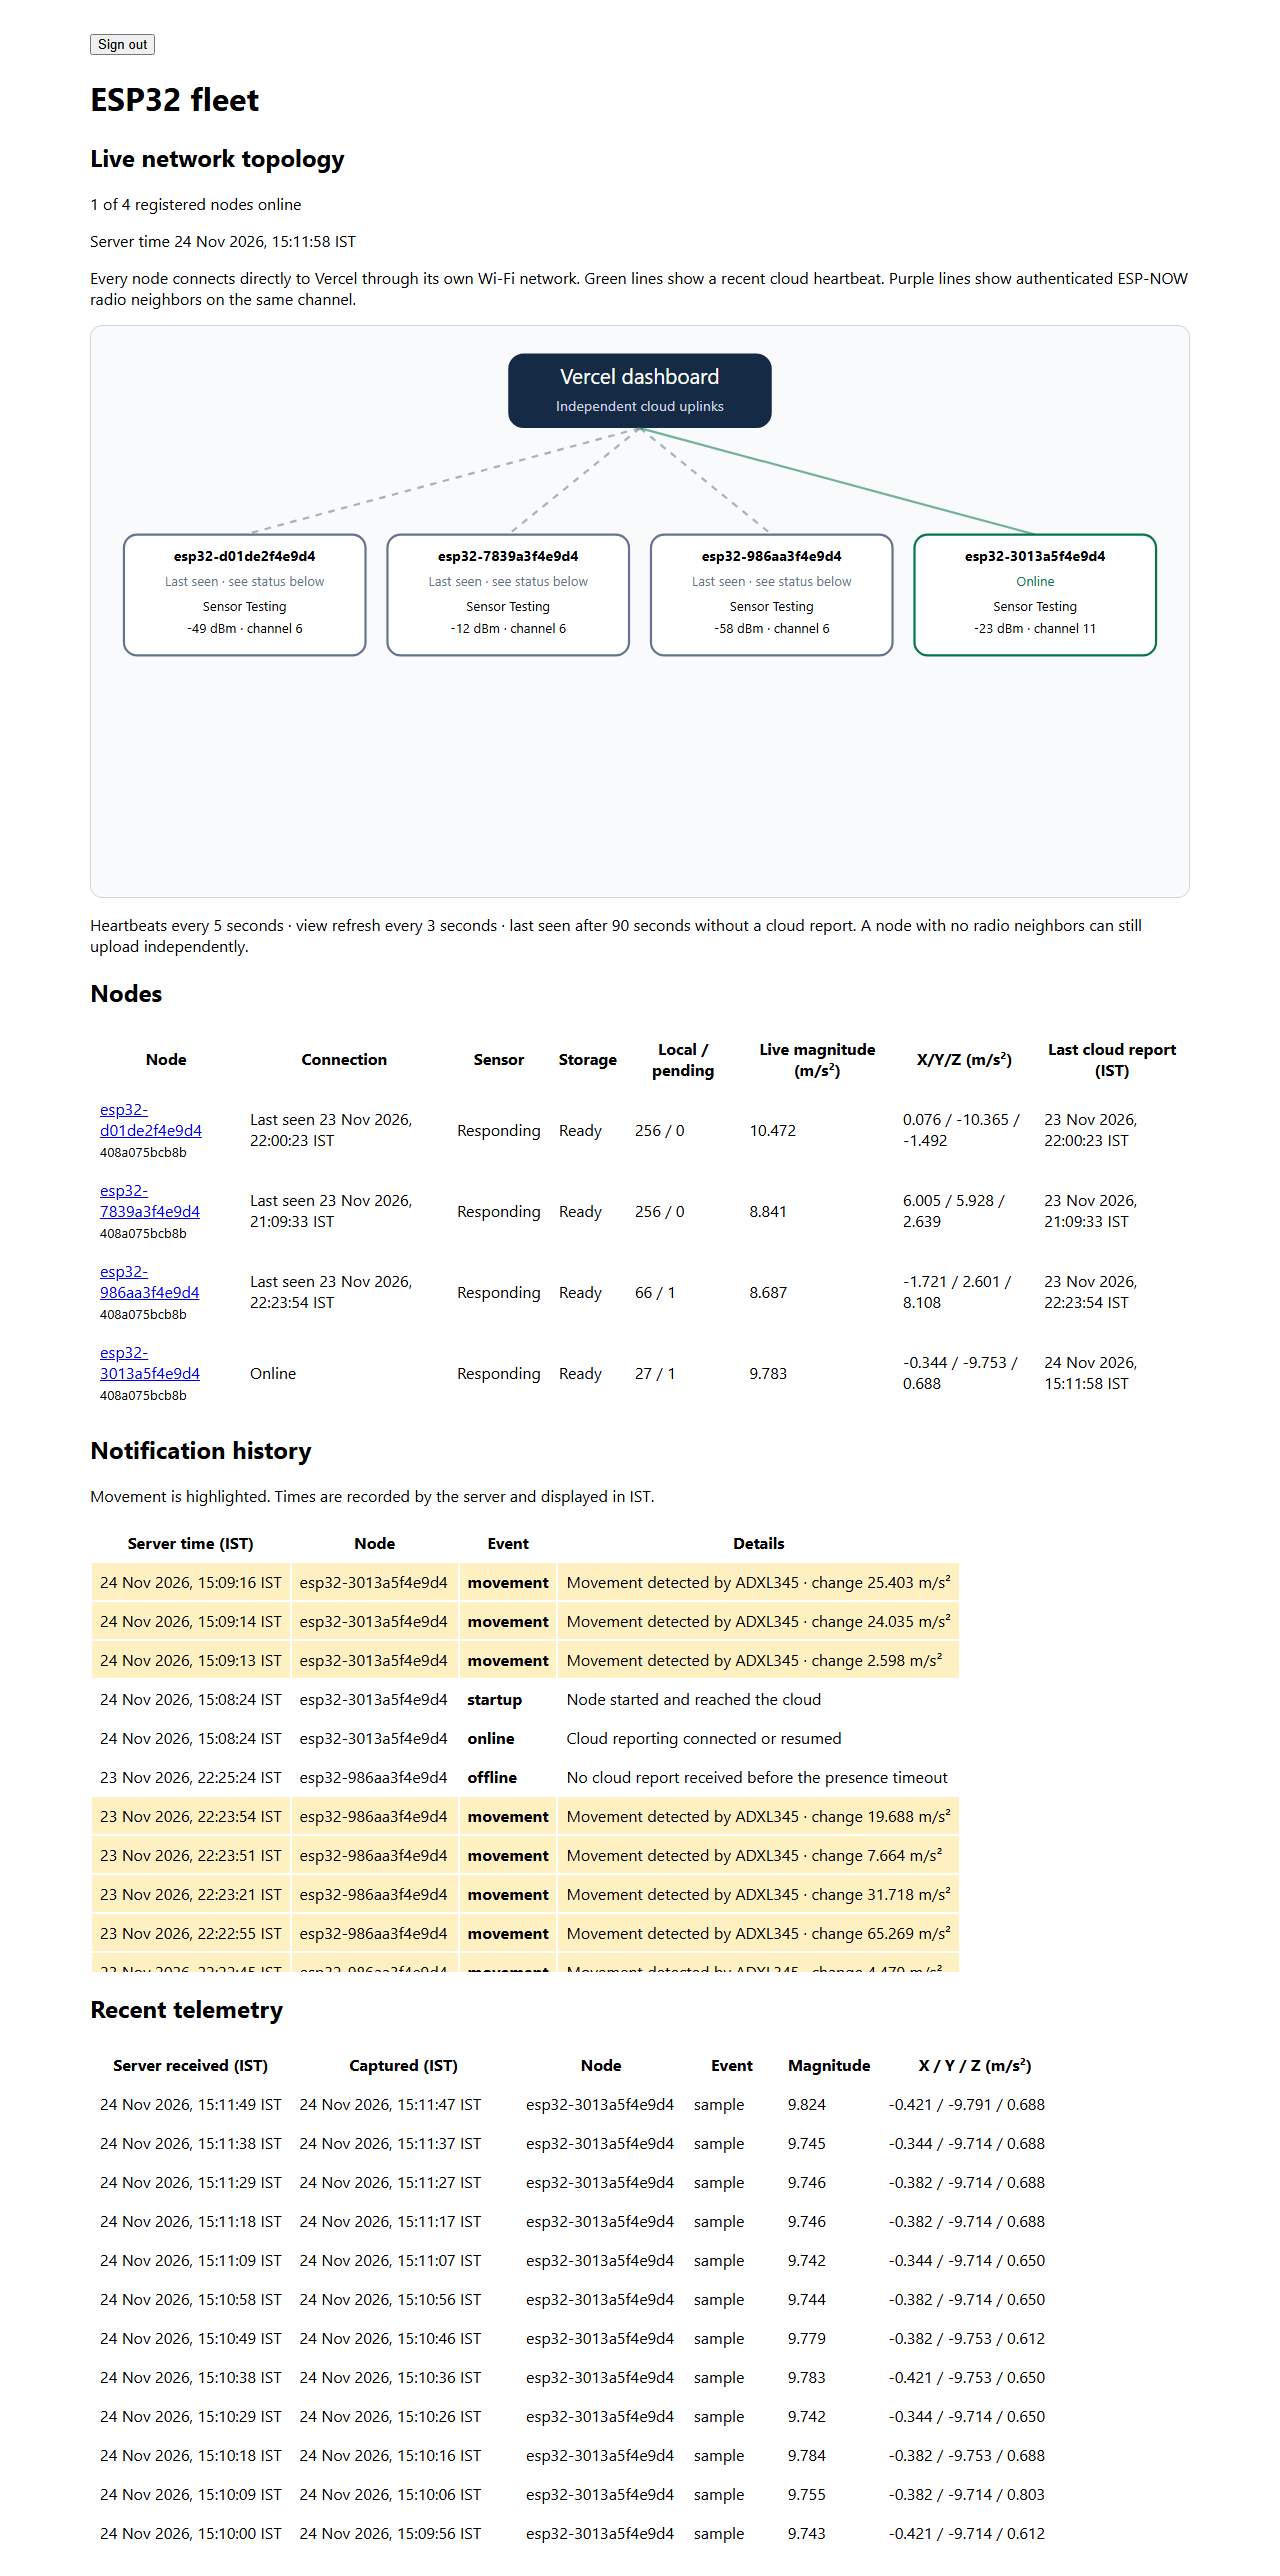 Sign out
ESP32 fleet
Live network topology
1 of 4 registered nodes online
Server time 24 Nov 2026, 15:11:58 IST
Every node connects directly to Vercel through its own Wi-Fi network. Green lines show a recent cloud heartbeat. Purple lines show authenticated ESP-NOW
radio neighbors on the same channel.
Vercel dashboard
Independent cloud uplinks
esp32-d01de2f4e9d4
Last seen · see status below
Sensor Testing
-49 dBm · channel 6
esp32-7839a3f4e9d4
Last seen · see status below
Sensor Testing
-12 dBm · channel 6
esp32-986aa3f4e9d4
Last seen · see status below
Sensor Testing
-58 dBm · channel 6
esp32-3013a5f4e9d4
Online
Sensor Testing
-23 dBm · channel 11
Heartbeats every 5 seconds · view refresh every 3 seconds · last seen after 90 seconds without a cloud report. A node with no radio neighbors can still
upload independently.
Nodes
Node Connection Sensor Storage Local / pending Live magnitude (m/s²) X/Y/Z (m/s²) Last cloud report (IST)
esp32-d01de2f4e9d4 408a075bcb8b Last seen 23 Nov 2026, 22:00:23 IST Responding Ready 256 / 0 10.472 0.076 / -10.365 / -1.492 23 Nov 2026, 22:00:23 IST
esp32-7839a3f4e9d4 408a075bcb8b Last seen 23 Nov 2026, 21:09:33 IST Responding Ready 256 / 0 8.841 6.005 / 5.928 / 2.639 23 Nov 2026, 21:09:33 IST
esp32-986aa3f4e9d4 408a075bcb8b Last seen 23 Nov 2026, 22:23:54 IST Responding Ready 66 / 1 8.687 -1.721 / 2.601 / 8.108 23 Nov 2026, 22:23:54 IST
esp32-3013a5f4e9d4 408a075bcb8b Online Responding Ready 27 / 1 9.783 -0.344 / -9.753 / 0.688 24 Nov 2026, 15:11:58 IST
Notification history
Movement is highlighted. Times are recorded by the server and displayed in IST.
Server time (IST) Node Event Details
24 Nov 2026, 15:09:16 IST esp32-3013a5f4e9d4 movement Movement detected by ADXL345 · change 25.403 m/s²
24 Nov 2026, 15:09:14 IST esp32-3013a5f4e9d4 movement Movement detected by ADXL345 · change 24.035 m/s²
24 Nov 2026, 15:09:13 IST esp32-3013a5f4e9d4 movement Movement detected by ADXL345 · change 2.598 m/s²
24 Nov 2026, 15:08:24 IST esp32-3013a5f4e9d4 startup Node started and reached the cloud
24 Nov 2026, 15:08:24 IST esp32-3013a5f4e9d4 online Cloud reporting connected or resumed
23 Nov 2026, 22:25:24 IST esp32-986aa3f4e9d4 offline No cloud report received before the presence timeout
23 Nov 2026, 22:23:54 IST esp32-986aa3f4e9d4 movement Movement detected by ADXL345 · change 19.688 m/s²
23 Nov 2026, 22:23:51 IST esp32-986aa3f4e9d4 movement Movement detected by ADXL345 · change 7.664 m/s²
23 Nov 2026, 22:23:21 IST esp32-986aa3f4e9d4 movement Movement detected by ADXL345 · change 31.718 m/s²
23 Nov 2026, 22:22:55 IST esp32-986aa3f4e9d4 movement Movement detected by ADXL345 · change 65.269 m/s²
Recent telemetry
Server received (IST) Captured (IST) Node Event Magnitude X / Y / Z (m/s²)
24 Nov 2026, 15:11:49 IST 24 Nov 2026, 15:11:47 IST esp32-3013a5f4e9d4 sample 9.824 -0.421 / -9.791 / 0.688
24 Nov 2026, 15:11:38 IST 24 Nov 2026, 15:11:37 IST esp32-3013a5f4e9d4 sample 9.745 -0.344 / -9.714 / 0.688
24 Nov 2026, 15:11:29 IST 24 Nov 2026, 15:11:27 IST esp32-3013a5f4e9d4 sample 9.746 -0.382 / -9.714 / 0.688
24 Nov 2026, 15:11:18 IST 24 Nov 2026, 15:11:17 IST esp32-3013a5f4e9d4 sample 9.746 -0.382 / -9.714 / 0.688
24 Nov 2026, 15:11:09 IST 24 Nov 2026, 15:11:07 IST esp32-3013a5f4e9d4 sample 9.742 -0.344 / -9.714 / 0.650
24 Nov 2026, 15:10:58 IST 24 Nov 2026, 15:10:56 IST esp32-3013a5f4e9d4 sample 9.744 -0.382 / -9.714 / 0.650
24 Nov 2026, 15:10:49 IST 24 Nov 2026, 15:10:46 IST esp32-3013a5f4e9d4 sample 9.779 -0.382 / -9.753 / 0.612
24 Nov 2026, 15:10:38 IST 24 Nov 2026, 15:10:36 IST esp32-3013a5f4e9d4 sample 9.783 -0.421 / -9.753 / 0.650
24 Nov 2026, 15:10:29 IST 24 Nov 2026, 15:10:26 IST esp32-3013a5f4e9d4 sample 9.742 -0.344 / -9.714 / 0.650
24 Nov 2026, 15:10:18 IST 24 Nov 2026, 15:10:16 IST esp32-3013a5f4e9d4 sample 9.784 -0.382 / -9.753 / 0.688
24 Nov 2026, 15:10:09 IST 24 Nov 2026, 15:10:06 IST esp32-3013a5f4e9d4 sample 9.755 -0.382 / -9.714 / 0.803
24 Nov 2026, 15:10:00 IST 24 Nov 2026, 15:09:56 IST esp32-3013a5f4e9d4 sample 9.743 -0.421 / -9.714 / 0.612